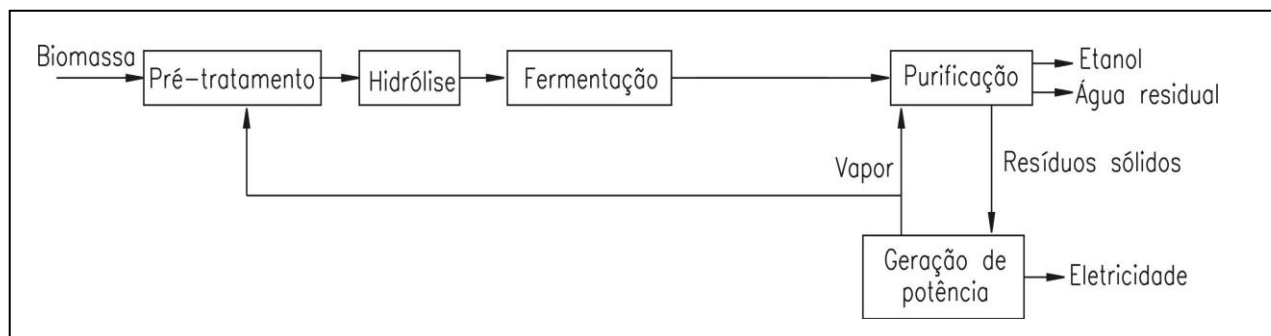 Biomassa
Pré-tratamento
Hidrólise
Fermentação
Purificação
Etanol
Água residual
Vapor
Resíduos sólidos
Geração de
potência
Eletricidade